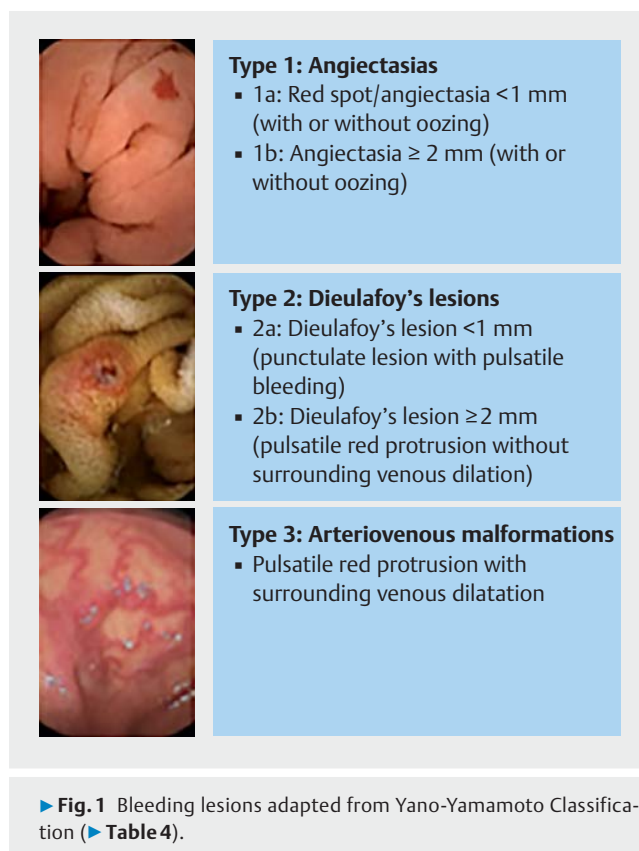 Type 1: Angiectasias
▪ 1a: Red spot/angiectasia <1 mm
(with or without oozing)
▪ 1b: Angiectasia ≥ 2 mm (with or
without oozing)
Type 2: Dieulafoy’s lesions
▪ 2a: Dieulafoy’s lesion <1 mm
(punctulate lesion with pulsatile
bleeding)
▪ 2b: Dieulafoy’s lesion ≥2 mm
(pulsatile red protrusion without
surrounding venous dilation)
Type 3: Arteriovenous malformations
▪ Pulsatile red protrusion with
surrounding venous dilatation
▶Fig. 1 Bleeding lesions adapted from Yano-Yamamoto Classifica-
tion (▶Table 4).